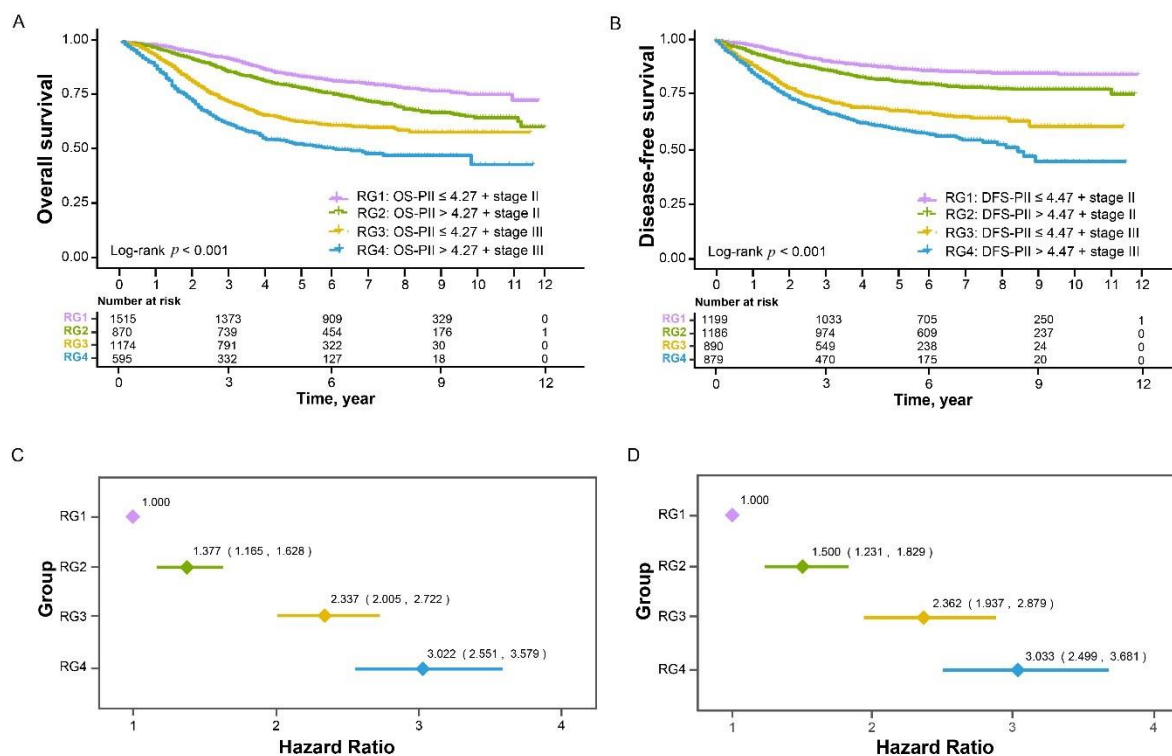 A
1.00
0.75
0.50
0.25
0.00
Overall survival
RG1: OS-PII ≤ 4.27 + stage II
RG2: OS-PII > 4.27 + stage II
RG3: OS-PII ≤ 4.27 + stage III
RG4: OS-PII > 4.27 + stage III
Log-rank p < 0.001
0 1 2 3 4 5 6 7 8 9 10 11 12
Number at risk
RG1 1515 1373 909 329 0
RG2 870 739 454 176 1
RG3 1174 791 322 30 0
RG4 595 332 127 18 0
0 3 6 9 12
Time, year
B
1.00
0.75
0.50
0.25
0.00
Disease-free survival
RG1: DFS-PII ≤ 4.47 + stage II
RG2: DFS-PII > 4.47 + stage II
RG3: DFS-PII ≤ 4.47 + stage III
RG4: DFS-PII > 4.47 + stage III
Log-rank p < 0.001
0 1 2 3 4 5 6 7 8 9 10 11 12
Number at risk
RG1 1199 1033 705 250 1
RG2 1186 974 609 237 0
RG3 890 549 238 24 0
RG4 879 470 175 20 0
0 3 6 9 12
Time, year
C
Group
RG1 1.000
RG2 1.377 ( 1.165 , 1.628 )
RG3 2.337 ( 2.005 , 2.722 )
RG4 3.022 ( 2.551 , 3.579 )
1 2 3 4
Hazard Ratio
D
Group
RG1 1.000
RG2 1.500 ( 1.231 , 1.829 )
RG3 2.362 ( 1.937 , 2.879 )
RG4 3.033 ( 2.499 , 3.681 )
1 2 3 4
Hazard Ratio